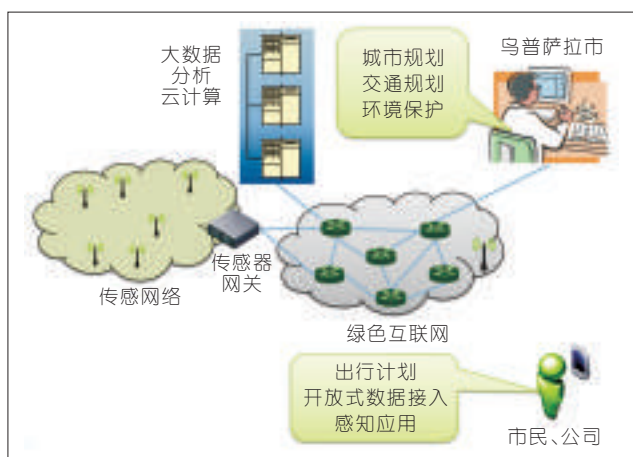 大数据
分析
云计算
城市规划
交通规划
环境保护
乌普萨拉市
传感网络
传感器
网关
绿色互联网
出行计划
开放式数据接入
感知应用
市民、公司